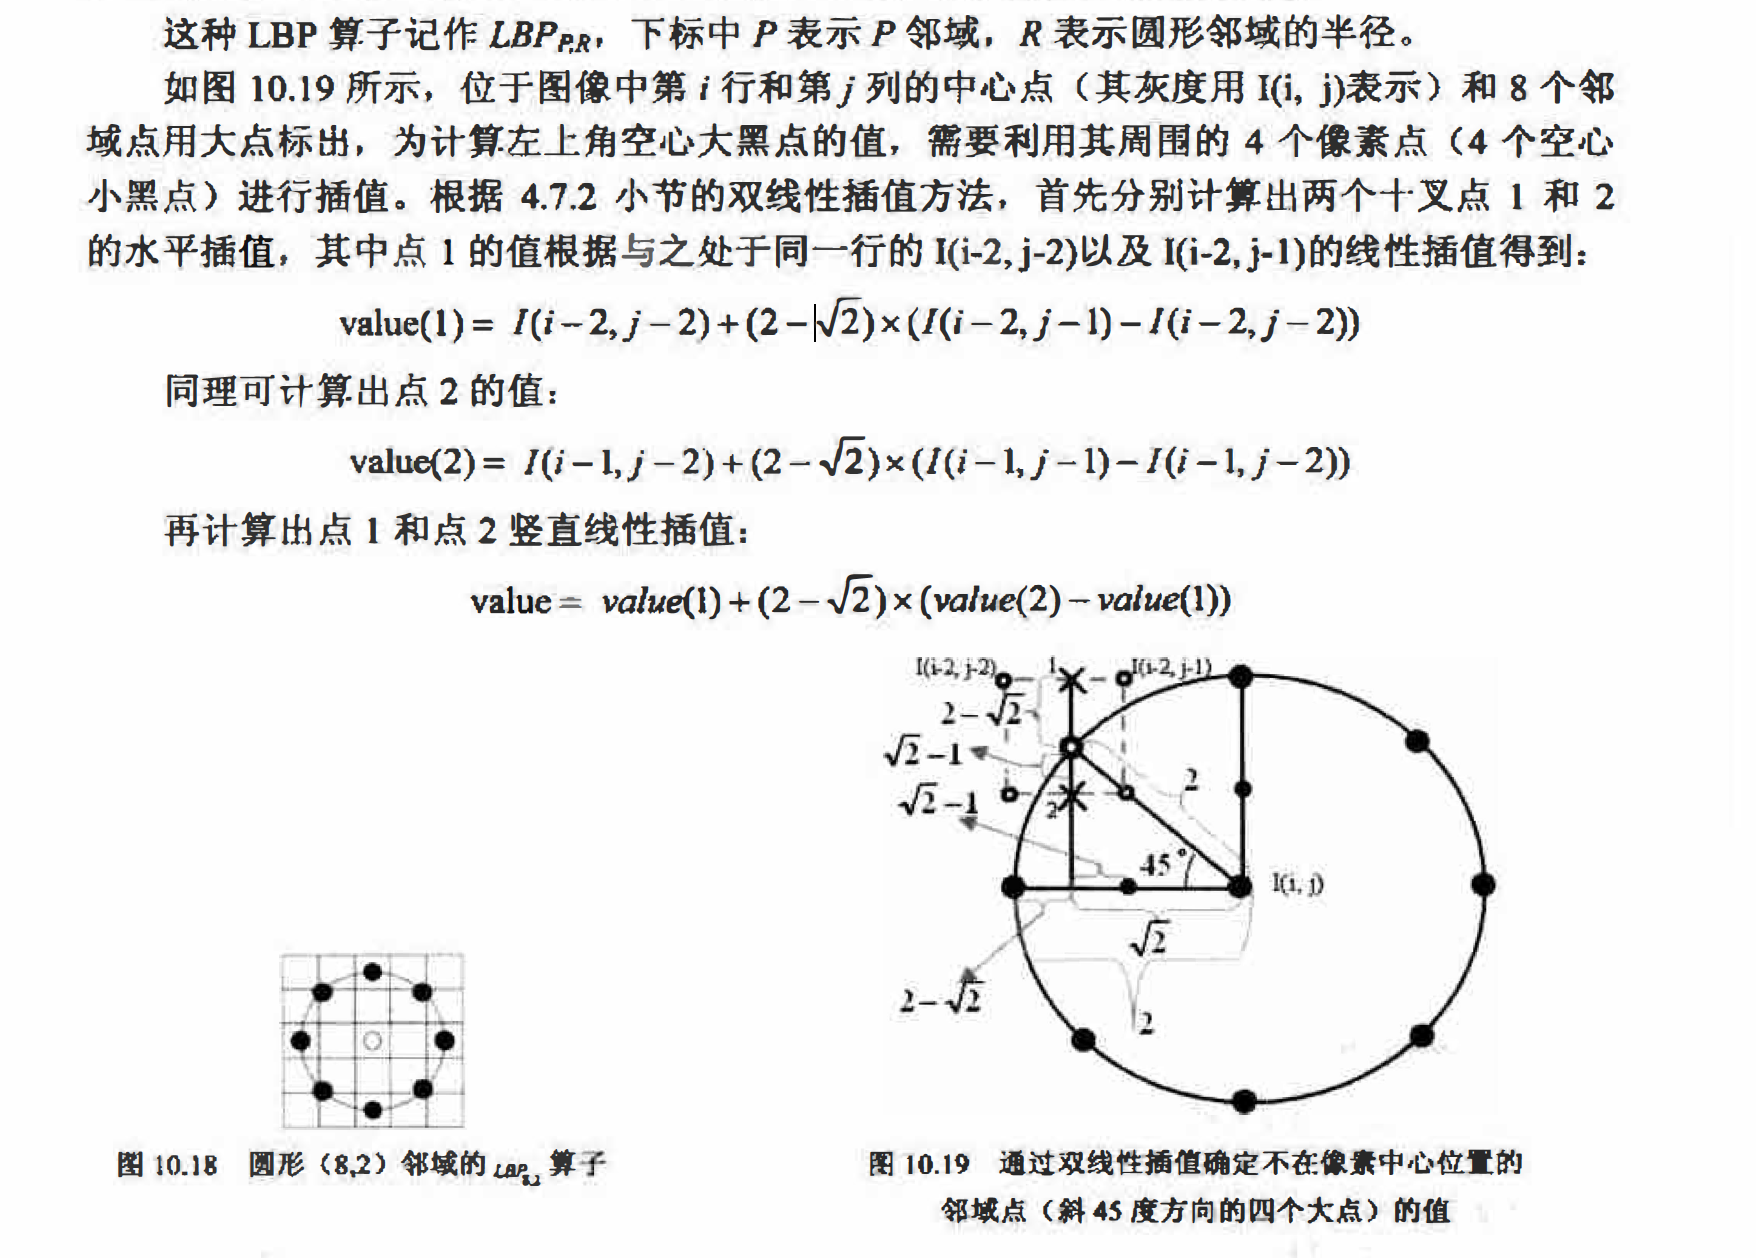 这种 LBP 算子记作 LBP_{P,R}，下标中 P 表示 P 邻域，R 表示圆形邻域的半径。
如图 10.19 所示，位于图像中第 i 行和第 j 列的中心点（其灰度用 I(i, j)表示）和 8 个邻
域点用大点标出，为计算左上角空心大黑点的值，需要利用其周围的 4 个像素点（4 个空心
小黑点）进行插值。根据 4.7.2 小节的双线性插值方法，首先分别计算出两个十叉点 1 和 2
的水平插值，其中点 1 的值根据与之处于同一行的 I(i-2, j-2)以及 I(i-2, j-1)的线性插值得到：
value(1) = I(i−2, j−2)+(2−√2)×(I(i−2, j−1)−I(i−2, j−2))
同理可计算出点 2 的值：
value(2) = I(i−1, j−2)+(2−√2)×(I(i−1, j−1)−I(i−1, j−2))
再计算出点 1 和点 2 竖直线性插值：
value = value(1)+(2−√2)×(value(2)−value(1))
I(i-2, j-2) 1 I(i-2, j-1)
2−√2
√2−1
2
√2−1
2
45°
I(i, j)
√2
2−√2
2
图 10.18 圆形（8,2）邻域的 LBP_{8,2} 算子
图 10.19 通过双线性插值确定不在像素中心位置的
邻域点（斜 45 度方向的四个大点）的值